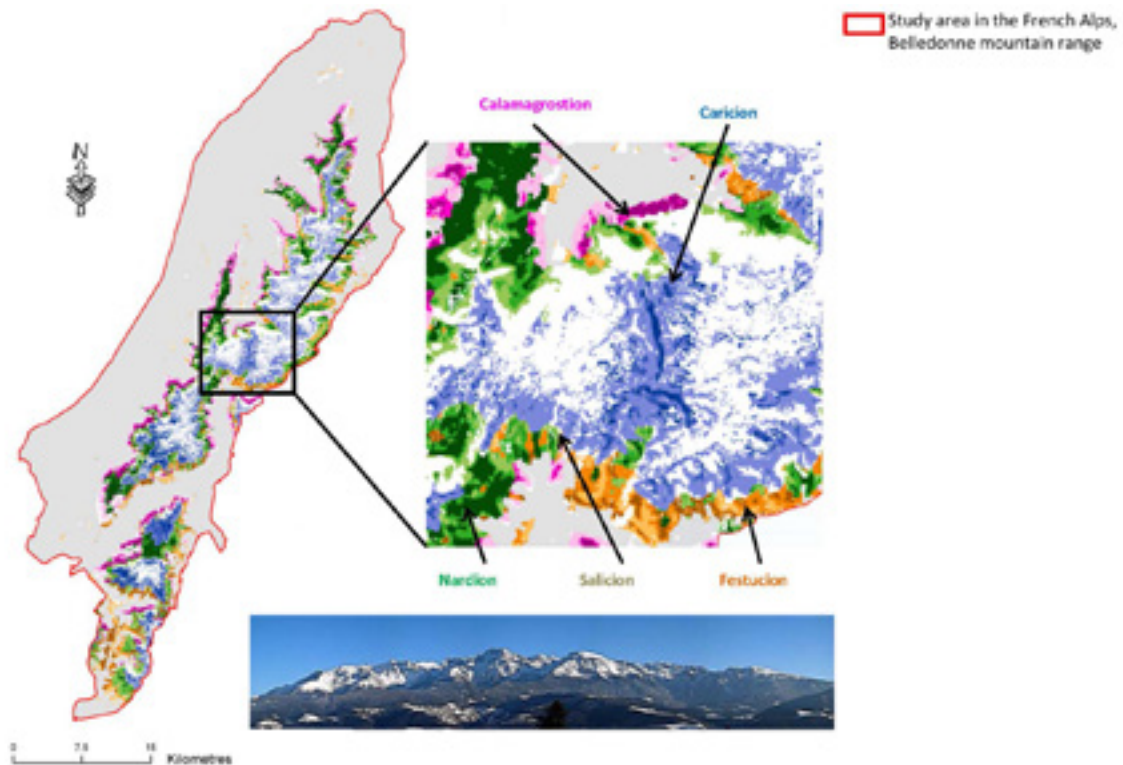 Study area in the French Alps,
Belledonne mountain range
Calamagrostion
Caricion
N
Nardion
Salicion
Festucion
0 7.5 15
Kilometres